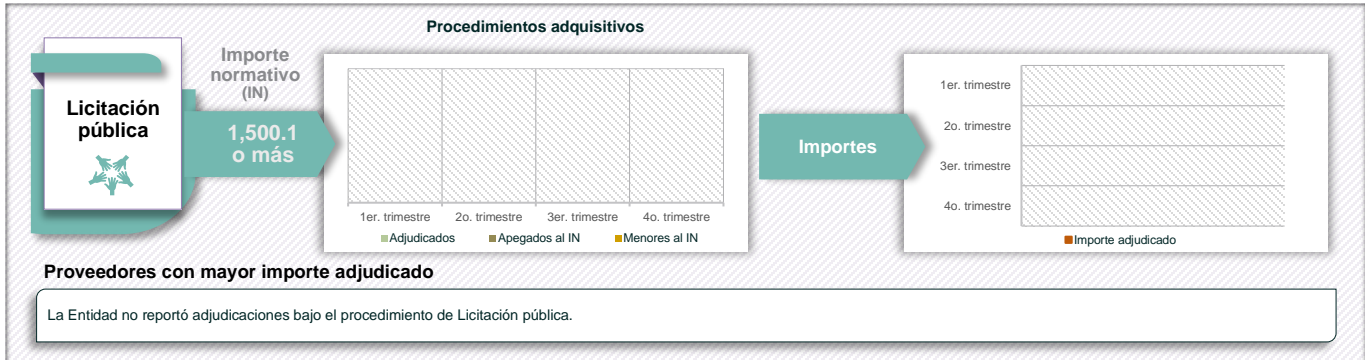 Procedimientos adquisitivos
Licitación
pública
Importe
normativo
(IN)
1,500.1
o más
1er. trimestre
2o. trimestre
3er. trimestre
4o. trimestre
Adjudicados
Apegados al IN
Menores al IN
Importes
1er. trimestre
2o. trimestre
3er. trimestre
4o. trimestre
Importe adjudicado
Proveedores con mayor importe adjudicado
La Entidad no reportó adjudicaciones bajo el procedimiento de Licitación pública.